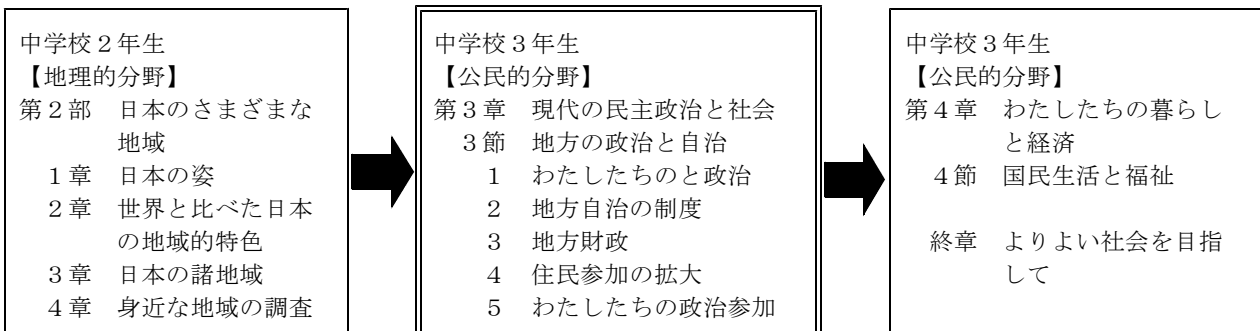 中学校２年生
【地理的分野】
第２部　日本のさまざまな
地域
１章　日本の姿
２章　世界と比べた日本
の地域的特色
３章　日本の諸地域
４章　身近な地域の調査
中学校３年生
【公民的分野】
第３章　現代の民主政治と社会
３節　地方の政治と自治
１　わたしたちのと政治
２　地方自治の制度
３　地方財政
４　住民参加の拡大
５　わたしたちの政治参加
中学校３年生
【公民的分野】
第４章　わたしたちの暮らし
と経済
４節　国民生活と福祉
終章　よりよい社会を目指
して